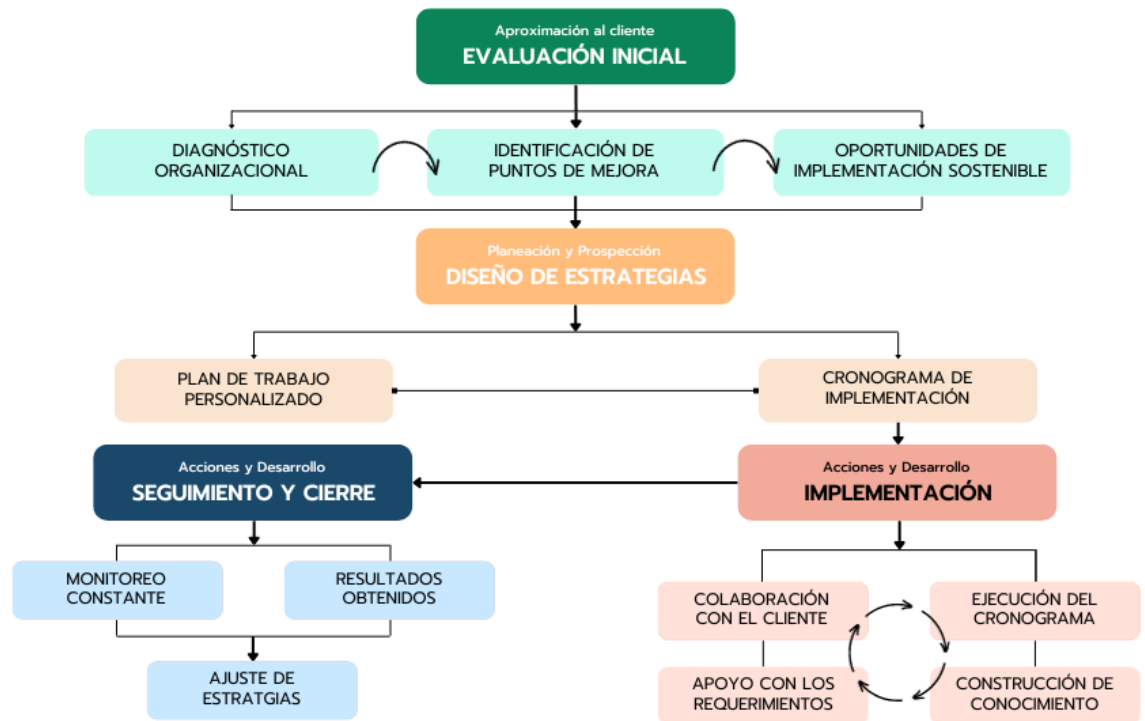 Aproximación al cliente
EVALUACIÓN INICIAL
DIAGNÓSTICO
ORGANIZACIONAL
IDENTIFICACIÓN DE
PUNTOS DE MEJORA
OPORTUNIDADES DE
IMPLEMENTACIÓN SOSTENIBLE
Planeación y Prospección
DISEÑO DE ESTRATEGIAS
PLAN DE TRABAJO
PERSONALIZADO
CRONOGRAMA DE
IMPLEMENTACIÓN
Acciones y Desarrollo
SEGUIMIENTO Y CIERRE
Acciones y Desarrollo
IMPLEMENTACIÓN
MONITOREO
CONSTANTE
RESULTADOS
OBTENIDOS
AJUSTE DE
ESTRATGIAS
COLABORACIÓN
CON EL CLIENTE
EJECUCIÓN DEL
CRONOGRAMA
APOYO CON LOS
REQUERIMIENTOS
CONSTRUCCIÓN DE
CONOCIMIENTO